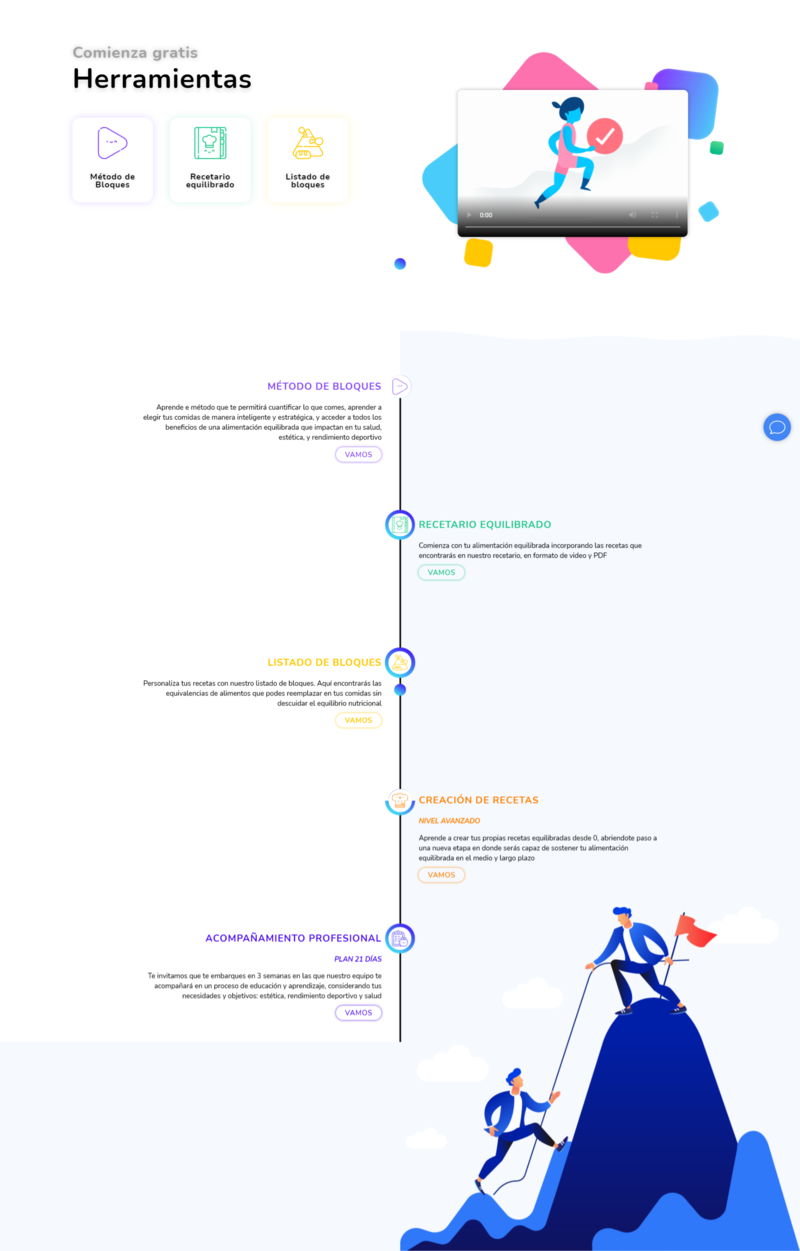 Comienza gratis
Herramientas
Método de
Bloques
Recetario
equilibrado
Listado de
bloques
0:00
MÉTODO DE BLOQUES
Aprende e método que te permitirá cuantificar lo que comes, aprender a
elegir tus comidas de manera inteligente y estratégica, y acceder a todos los
beneficios de una alimentación equilibrada que impactan en tu salud,
estética, y rendimiento deportivo
VAMOS
RECETARIO EQUILIBRADO
Comienza con tu alimentación equilibrada incorporando las recetas que
encontrarás en nuestro recetario, en formato de video y PDF
VAMOS
LISTADO DE BLOQUES
Personaliza tus recetas con nuestro listado de bloques. Aquí encontrarás las
equivalencias de alimentos que podes reemplazar en tus comidas sin
descuidar el equilibrio nutricional
VAMOS
CREACIÓN DE RECETAS
NIVEL AVANZADO
Aprende a crear tus propias recetas equilibradas desde 0, abriendote paso a
una nueva etapa en donde serás capaz de sostener tu alimentación
equilibrada en el medio y largo plazo
VAMOS
ACOMPAÑAMIENTO PROFESIONAL
PLAN 21 DÍAS
Te invitamos que te embarques en 3 semanas en las que nuestro equipo te
acompañará en un proceso de educación y aprendizaje, considerando tus
necesidades y objetivos: estética, rendimiento deportivo y salud
VAMOS